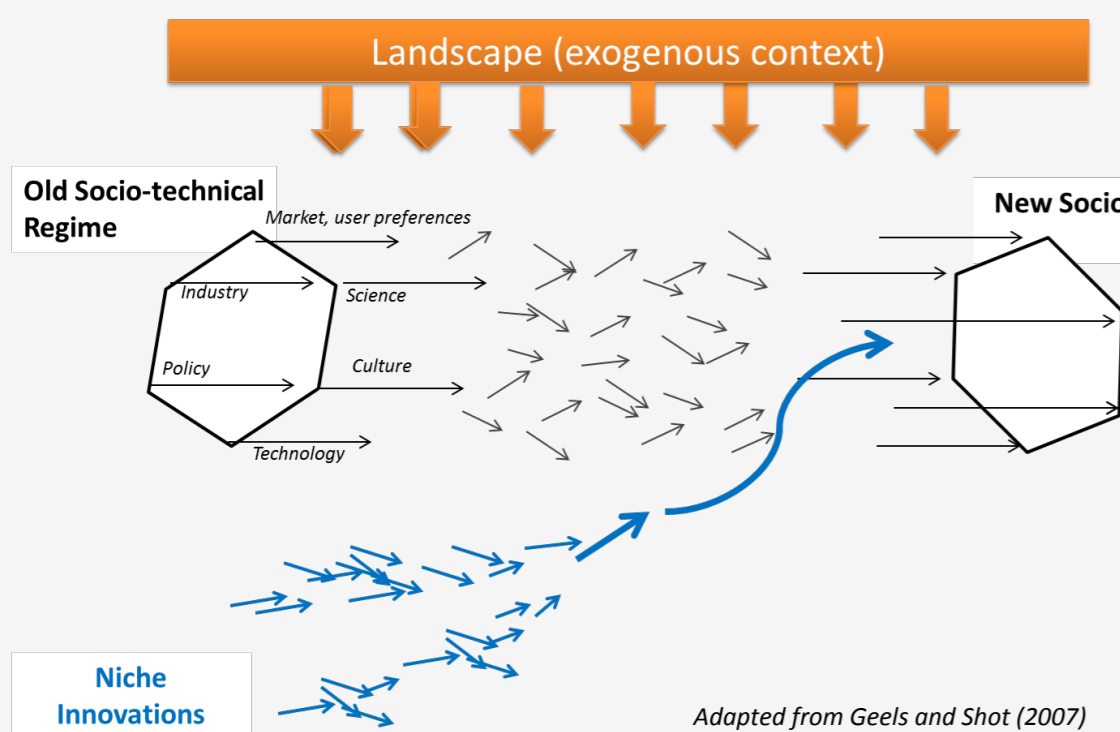 Landscape (exogenous context)
Old Socio-technical
Regime
New Socio
Market, user preferences
Industry
Science
Policy
Culture
Technology
Niche
Innovations
Adapted from Geels and Shot (2007)